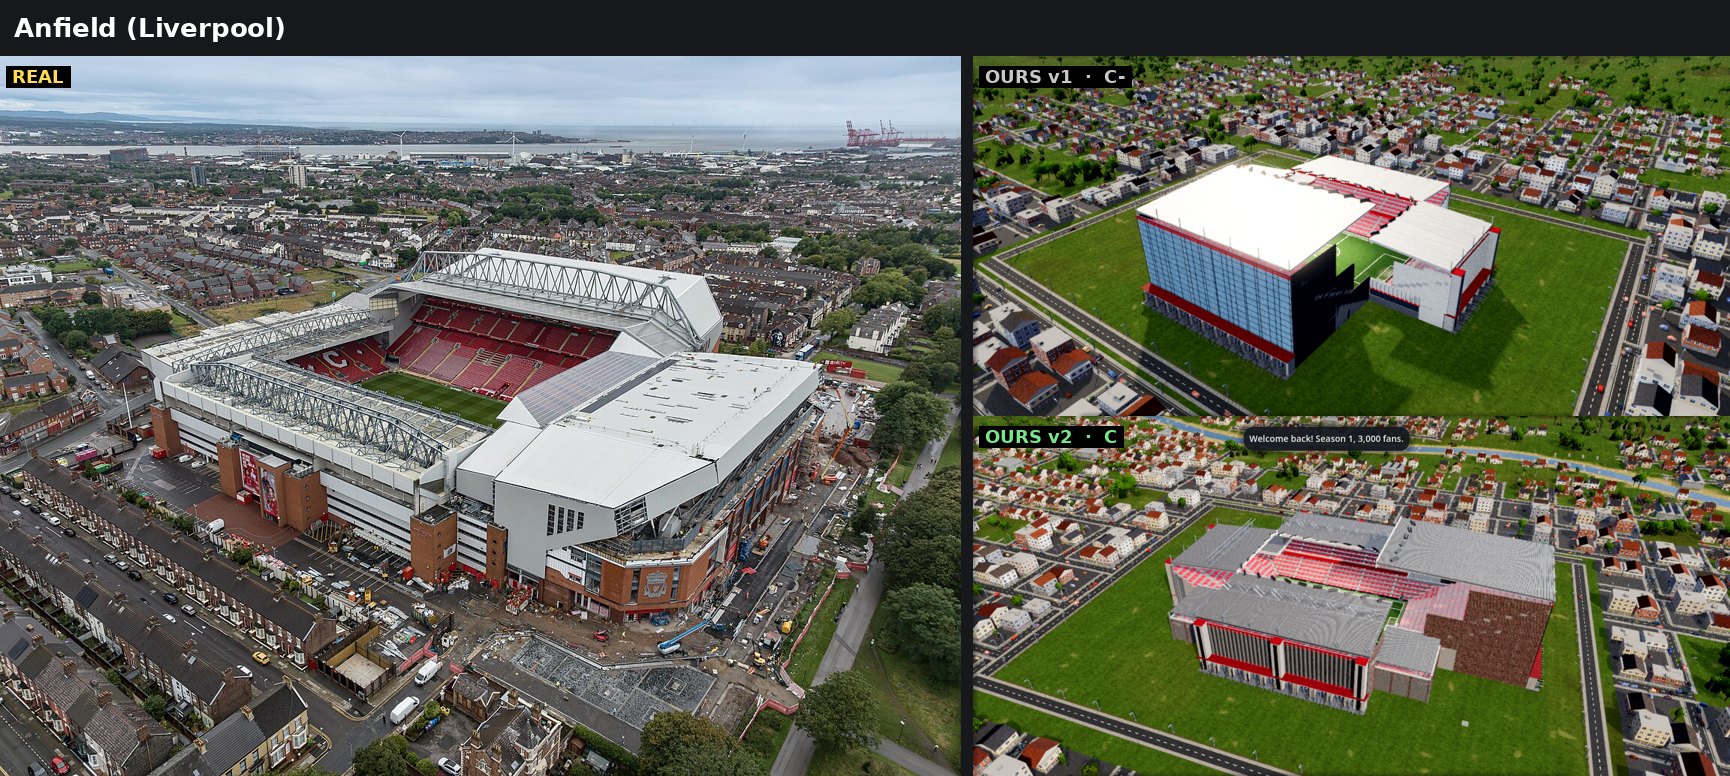 Anfield (Liverpool)
REAL
OURS v1 · C-
OURS v2 · C
Welcome back! Season 1, 3,000 fans.